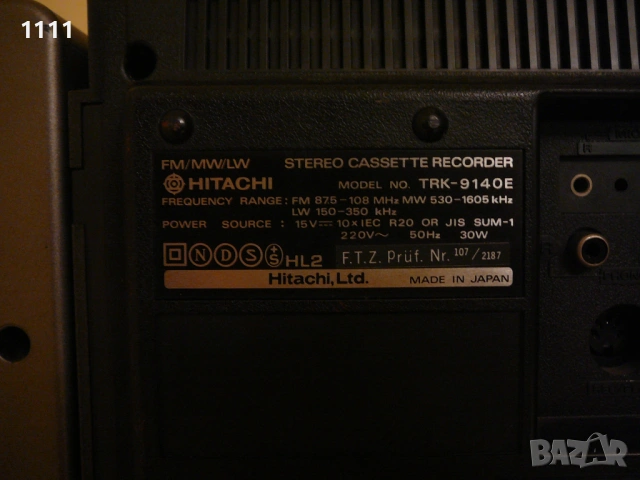 1111
FM/MW/LW STEREO CASSETTE RECORDER
HITACHI MODEL NO. TRK-9140E
FREQUENCY RANGE: FM 87.5-108 MHz MW 530-1605 kHz
LW 150-350 kHz
POWER SOURCE : 15V⎓ 10×IEC R20 OR JIS SUM-1
220V~ 50Hz 30W
N D S +S HL2 F.T.Z. Prüf. Nr. 107/2187
Hitachi, Ltd. MADE IN JAPAN
BAZAR